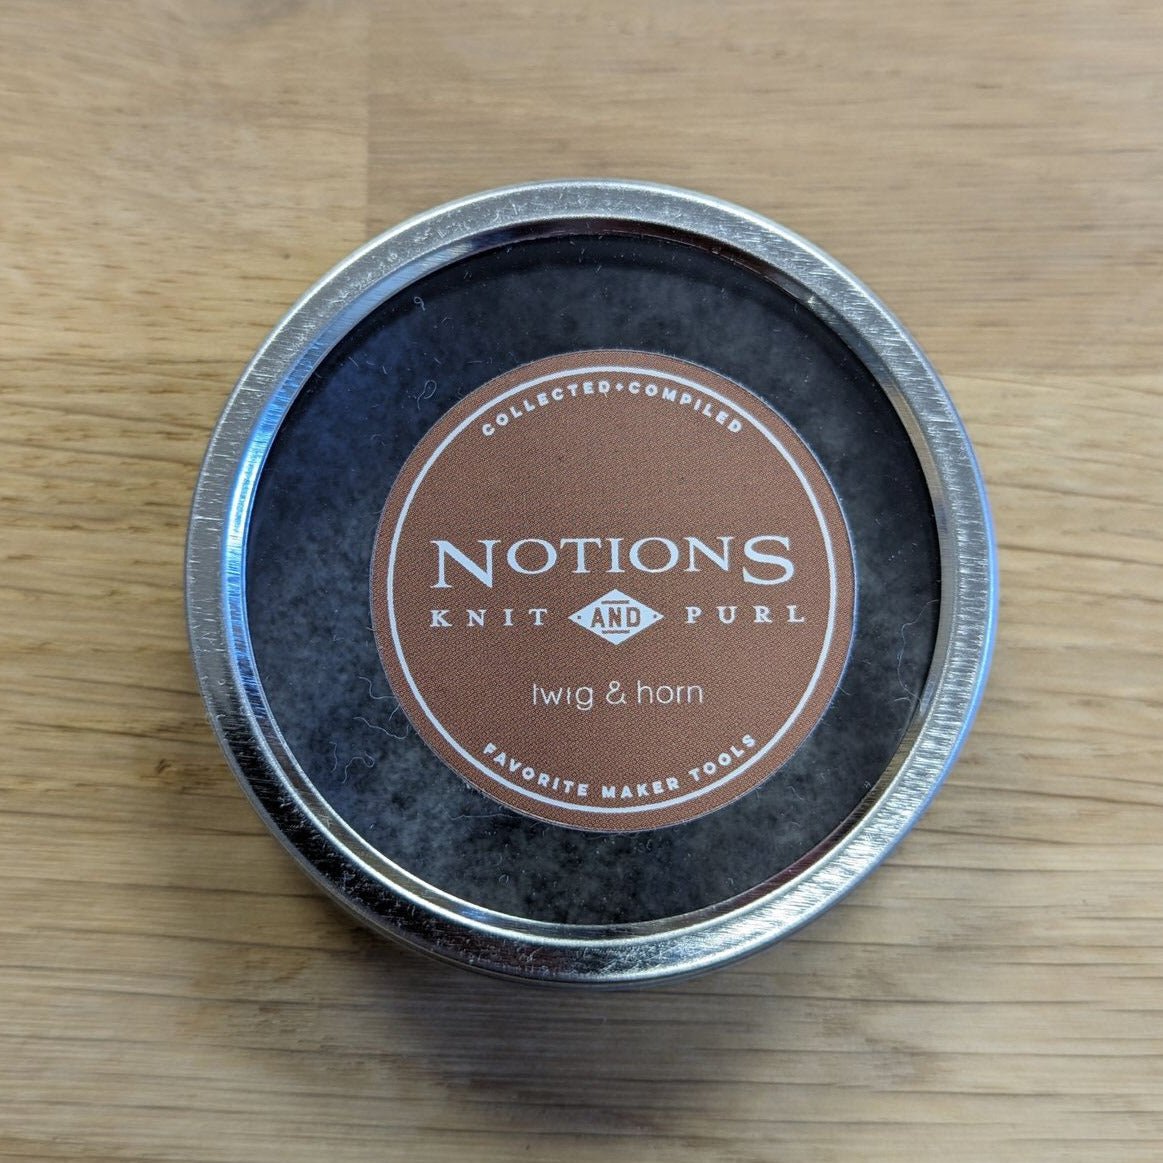 COLLECTED+COMPILED
NOTIONS
KNIT AND PURL
twig & horn
FAVORITE MAKER TOOLS